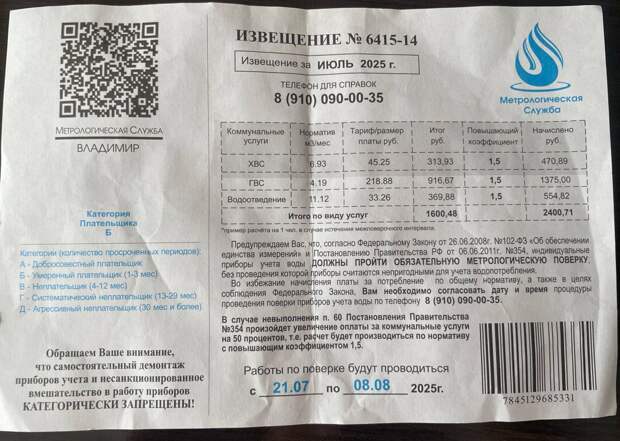 МЕТРОЛОГИЧЕСКАЯ СЛУЖБА
ВЛАДИМИР
Категория
Плательщика
Б
Категории (количество просроченных периодов):
А - Добросовестный плательщик
Б - Умеренный плательщик (1-3 мес)
В - Неплательщик (4-12 мес)
Г - Систематический неплательщик (13-29 мес)
Д - Агрессивный неплательщик (30 мес и более)
Обращаем Ваше внимание,
что самостоятельный демонтаж
приборов учета и несанкционированное
вмешательство в работу приборов
КАТЕГОРИЧЕСКИ ЗАПРЕЩЕНЫ!
ИЗВЕЩЕНИЕ № 6415-14
Извещение за ИЮЛЬ 2025 г.
ТЕЛЕФОН ДЛЯ СПРАВОК
8 (910) 090-00-35
Метрологическая
Служба
Коммунальные услуги Норматив м3/мес Тариф/размер платы руб. Итог руб. Повышающий коэффициент Начислено руб.
ХВС 6.93 45.25 313,93 1,5 470,89
ГВС 4.19 218.88 916,67 1,5 1375,00
Водоотведение 11.12 33.26 369,88 1,5 554,82
Итого по виду услуг 1600,48 2400,71
*пример расчета на 1 чел. в случае истечения межповерочного интервала.
Предупреждаем Вас, что, согласно Федеральному Закону от 26.06.2008г. №102-ФЗ «Об обеспечении
единства измерений и Постановлению Правительства РФ от 06.06.2011г. №354, индивидуальные
приборы учета воды ДОЛЖНЫ ПРОЙТИ ОБЯЗАТЕЛЬНУЮ МЕТРОЛОГИЧЕСКУЮ ПОВЕРКУ,
без проведения которой приборы считаются непригодными для учета водопотребления.
Во избежание начисления платы за потребление по общему нормативу, а также в целях
соблюдения Федерального Закона, Вам необходимо согласовать дату и время процедуры
проведения поверки приборов учета воды по телефону 8 (910) 090-00-35.
В случае невыполнения п. 60 Постановления Правительства
№354 произойдет увеличение оплаты за коммунальные услуги
на 50 процентов, т.е. расчет будет производиться по нормативу
с повышающим коэффициентом 1,5.
Работы по поверке будут проводиться
с 21.07 по 08.08 2025г.
7845129685331